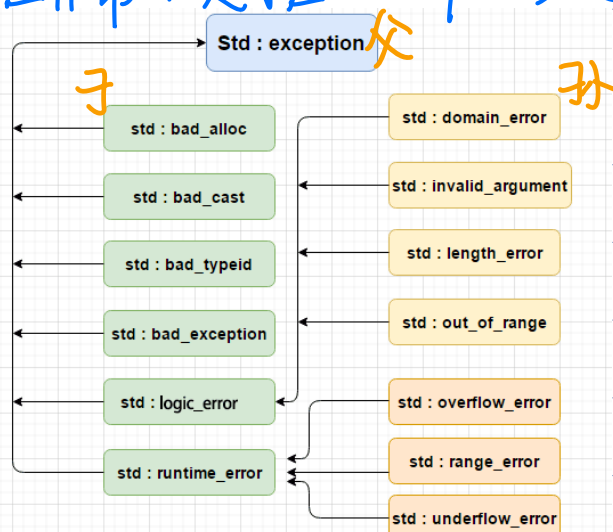 Std : exception
父
子
孙
std : bad_alloc
std : domain_error
std : bad_cast
std : invalid_argument
std : bad_typeid
std : length_error
std : bad_exception
std : out_of_range
std : logic_error
std : overflow_error
std : runtime_error
std : range_error
std : underflow_error